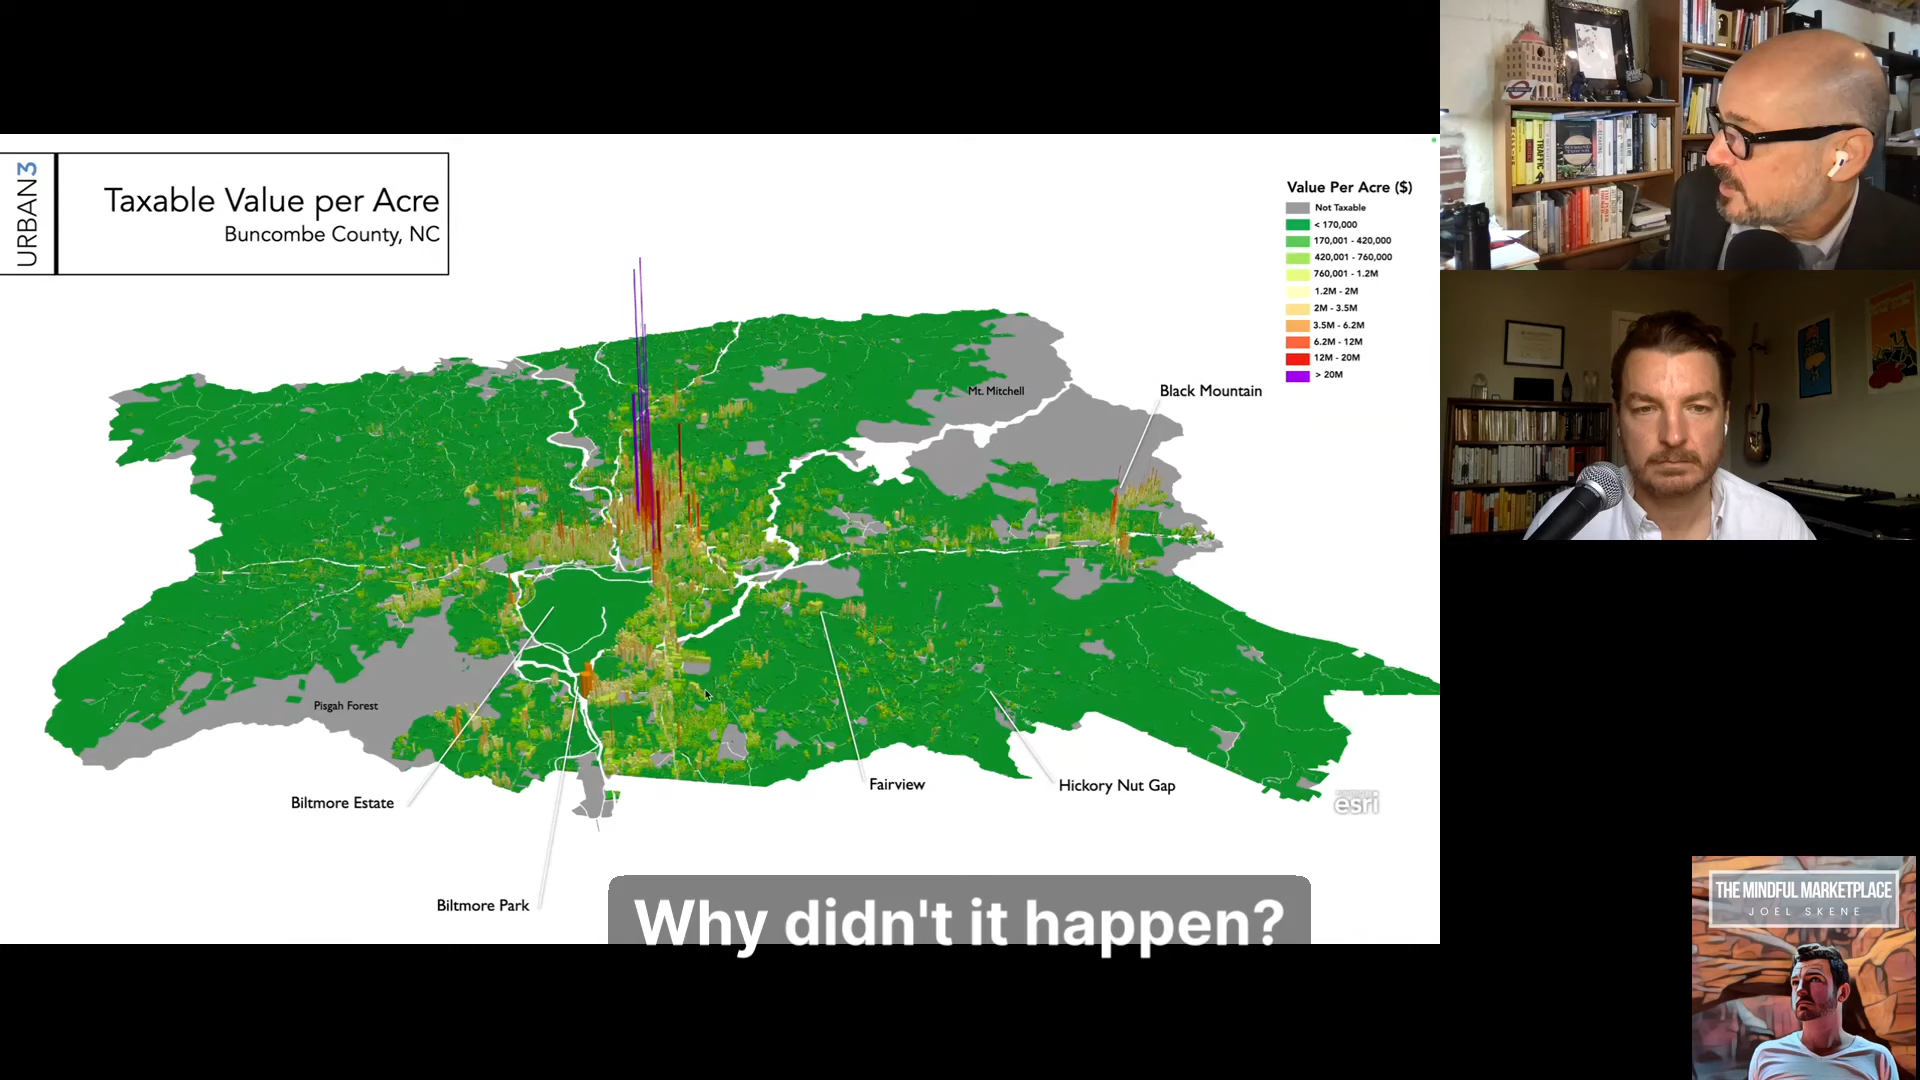 URBAN3
Taxable Value per Acre
Buncombe County, NC
Value Per Acre ($)
Not Taxable
< 170,000
170,001 - 420,000
420,001 - 760,000
760,001 - 1.2M
1.2M - 2M
2M - 3.5M
3.5M - 6.2M
6.2M - 12M
12M - 20M
> 20M
Mt. Mitchell
Black Mountain
Pisgah Forest
Biltmore Estate
Biltmore Park
Fairview
Hickory Nut Gap
esri
Why didn't it happen?
TRAFFIC
THE MINDFUL MARKETPLACE
JOEL SKENE